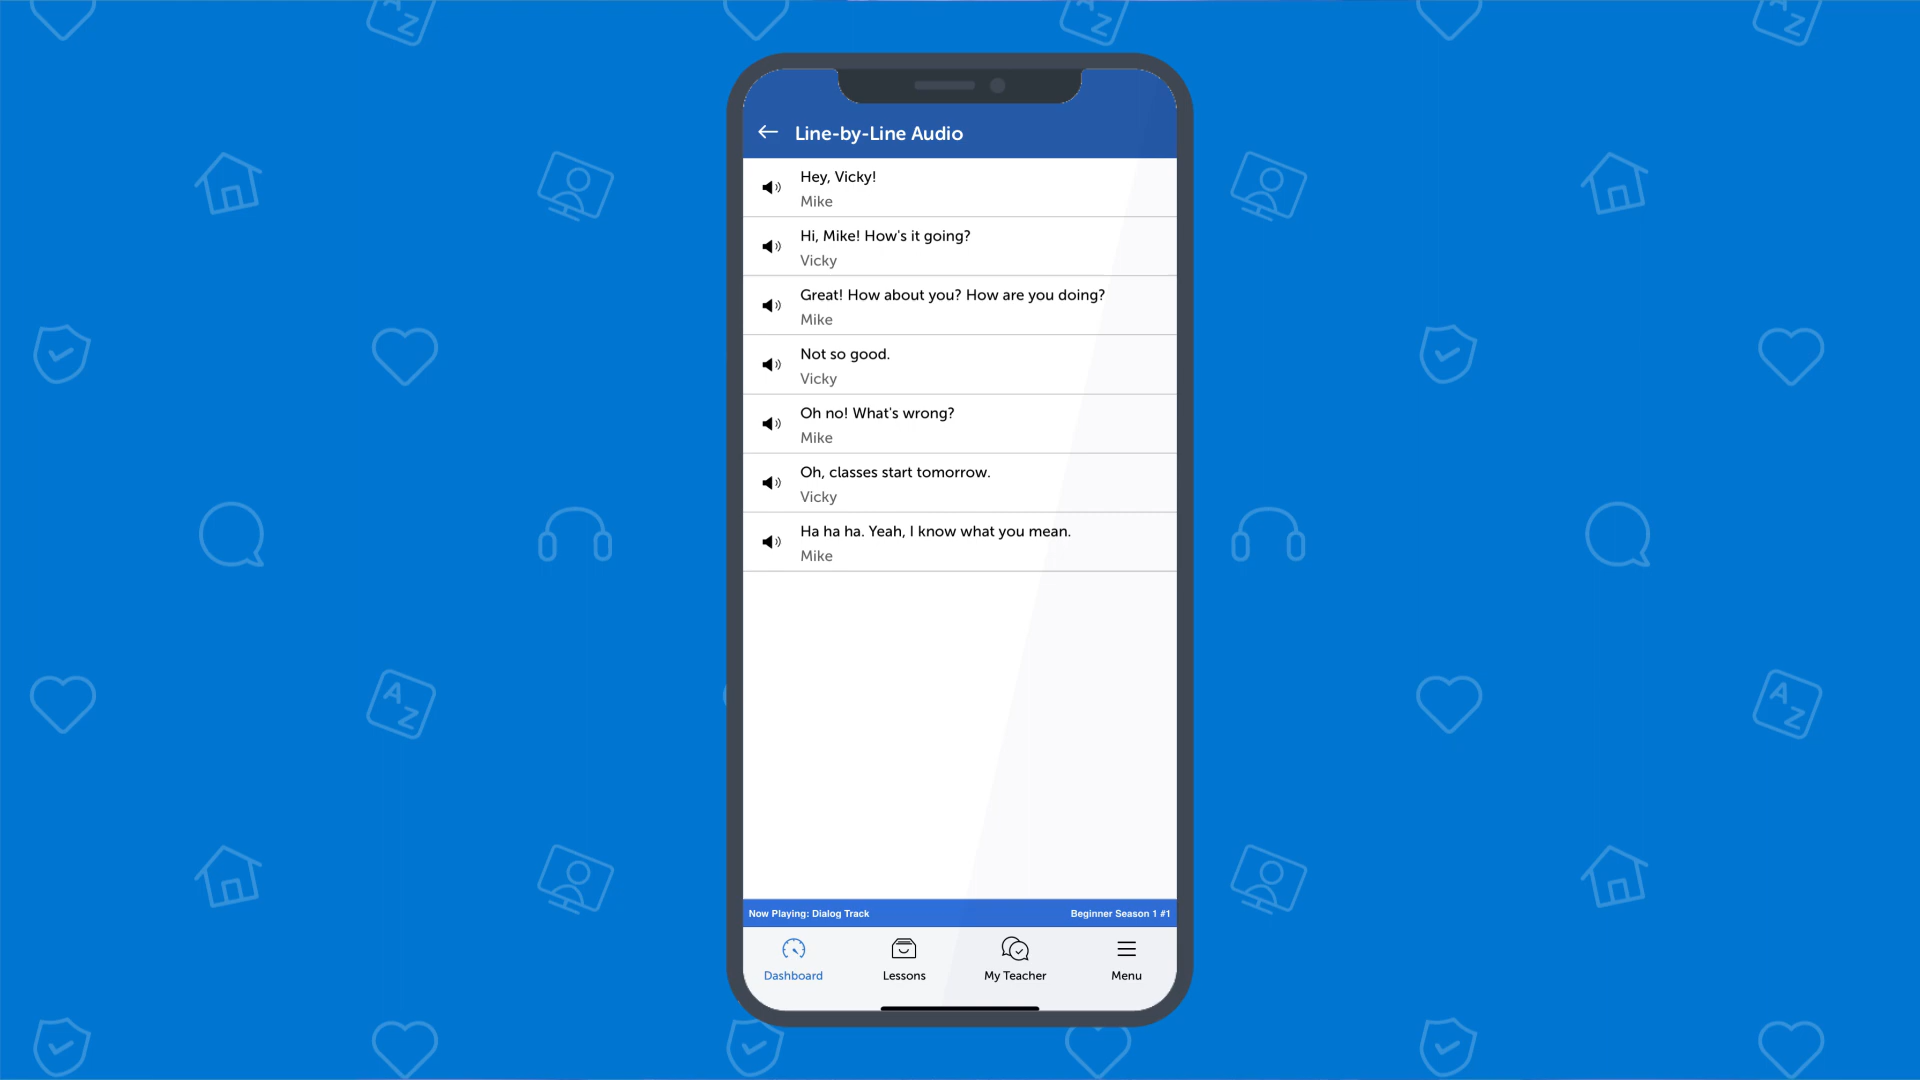 Line-by-Line Audio
Hey, Vicky!
Mike
Hi, Mike! How's it going?
Vicky
Great! How about you? How are you doing?
Mike
Not so good.
Vicky
Oh no! What's wrong?
Mike
Oh, classes start tomorrow.
Vicky
Ha ha ha. Yeah, I know what you mean.
Mike
Now Playing: Dialog Track
Beginner Season 1 #1
Dashboard
Lessons
My Teacher
Menu
A Z
A Z
A Z
A Z
A Z